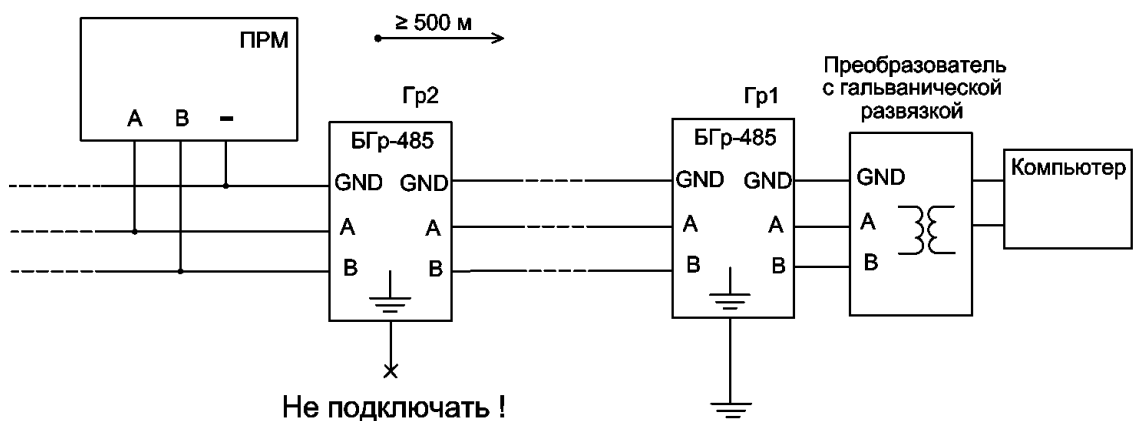 ПРМ
A B –
≥ 500 м
Гр2
БГр-485
GND GND
A A
B B
Не подключать !
Гр1
БГр-485
GND GND
A A
B B
Преобразователь
с гальванической
развязкой
GND
A
B
Компьютер